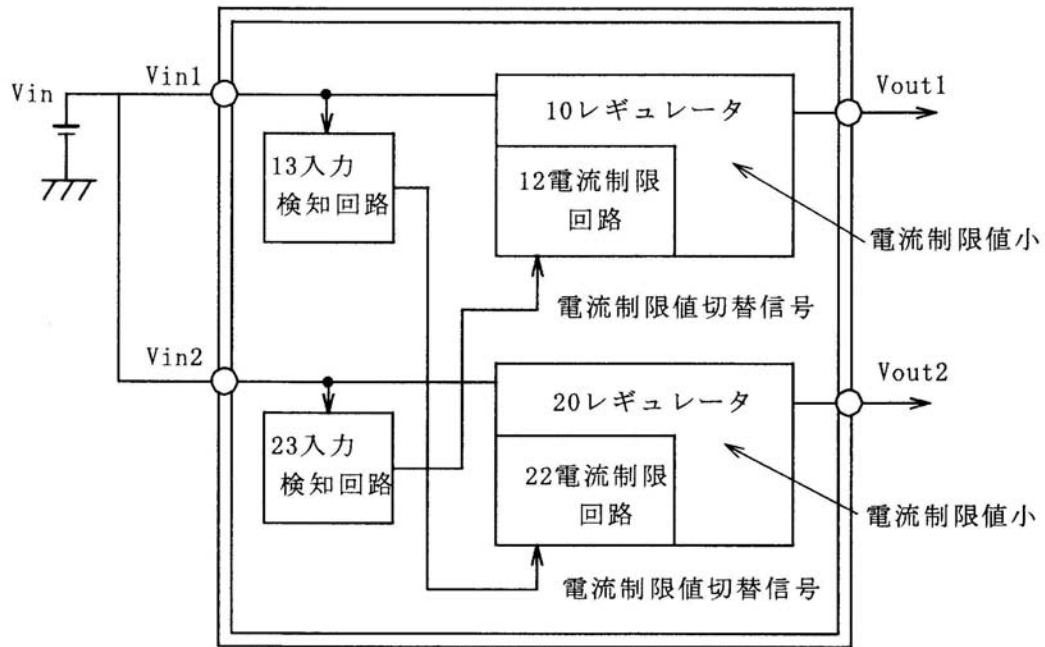 Vin
Vin1
10レギュレータ
Vout1
13入力
検知回路
12電流制限
回路
電流制限値小
電流制限値切替信号
Vin2
20レギュレータ
Vout2
23入力
検知回路
22電流制限
回路
電流制限値小
電流制限値切替信号